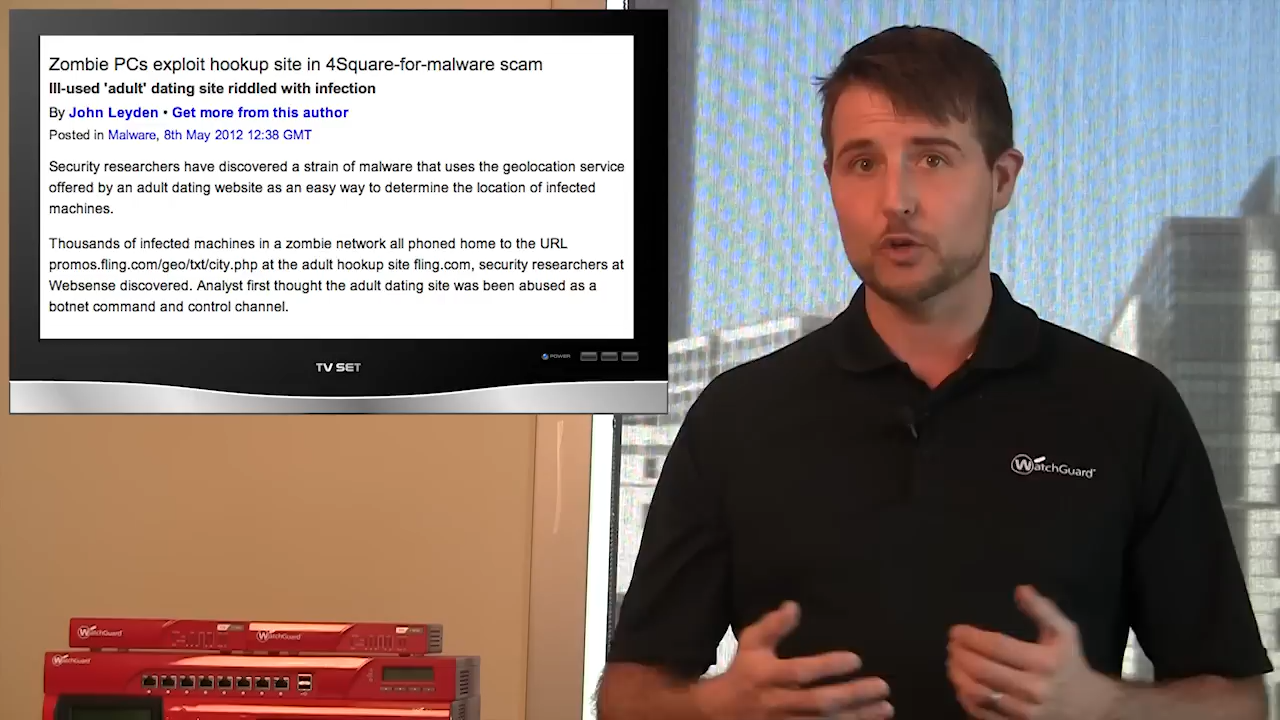 Zombie PCs exploit hookup site in 4Square-for-malware scam
Ill-used 'adult' dating site riddled with infection
By John Leyden • Get more from this author
Posted in Malware, 8th May 2012 12:38 GMT
Security researchers have discovered a strain of malware that uses the geolocation service
offered by an adult dating website as an easy way to determine the location of infected
machines.
Thousands of infected machines in a zombie network all phoned home to the URL
promos.fling.com/geo/txt/city.php at the adult hookup site fling.com, security researchers at
Websense discovered. Analyst first thought the adult dating site was been abused as a
botnet command and control channel.
POWER
TV SET
WatchGuard
WatchGuard
WatchGuard
WatchGuard